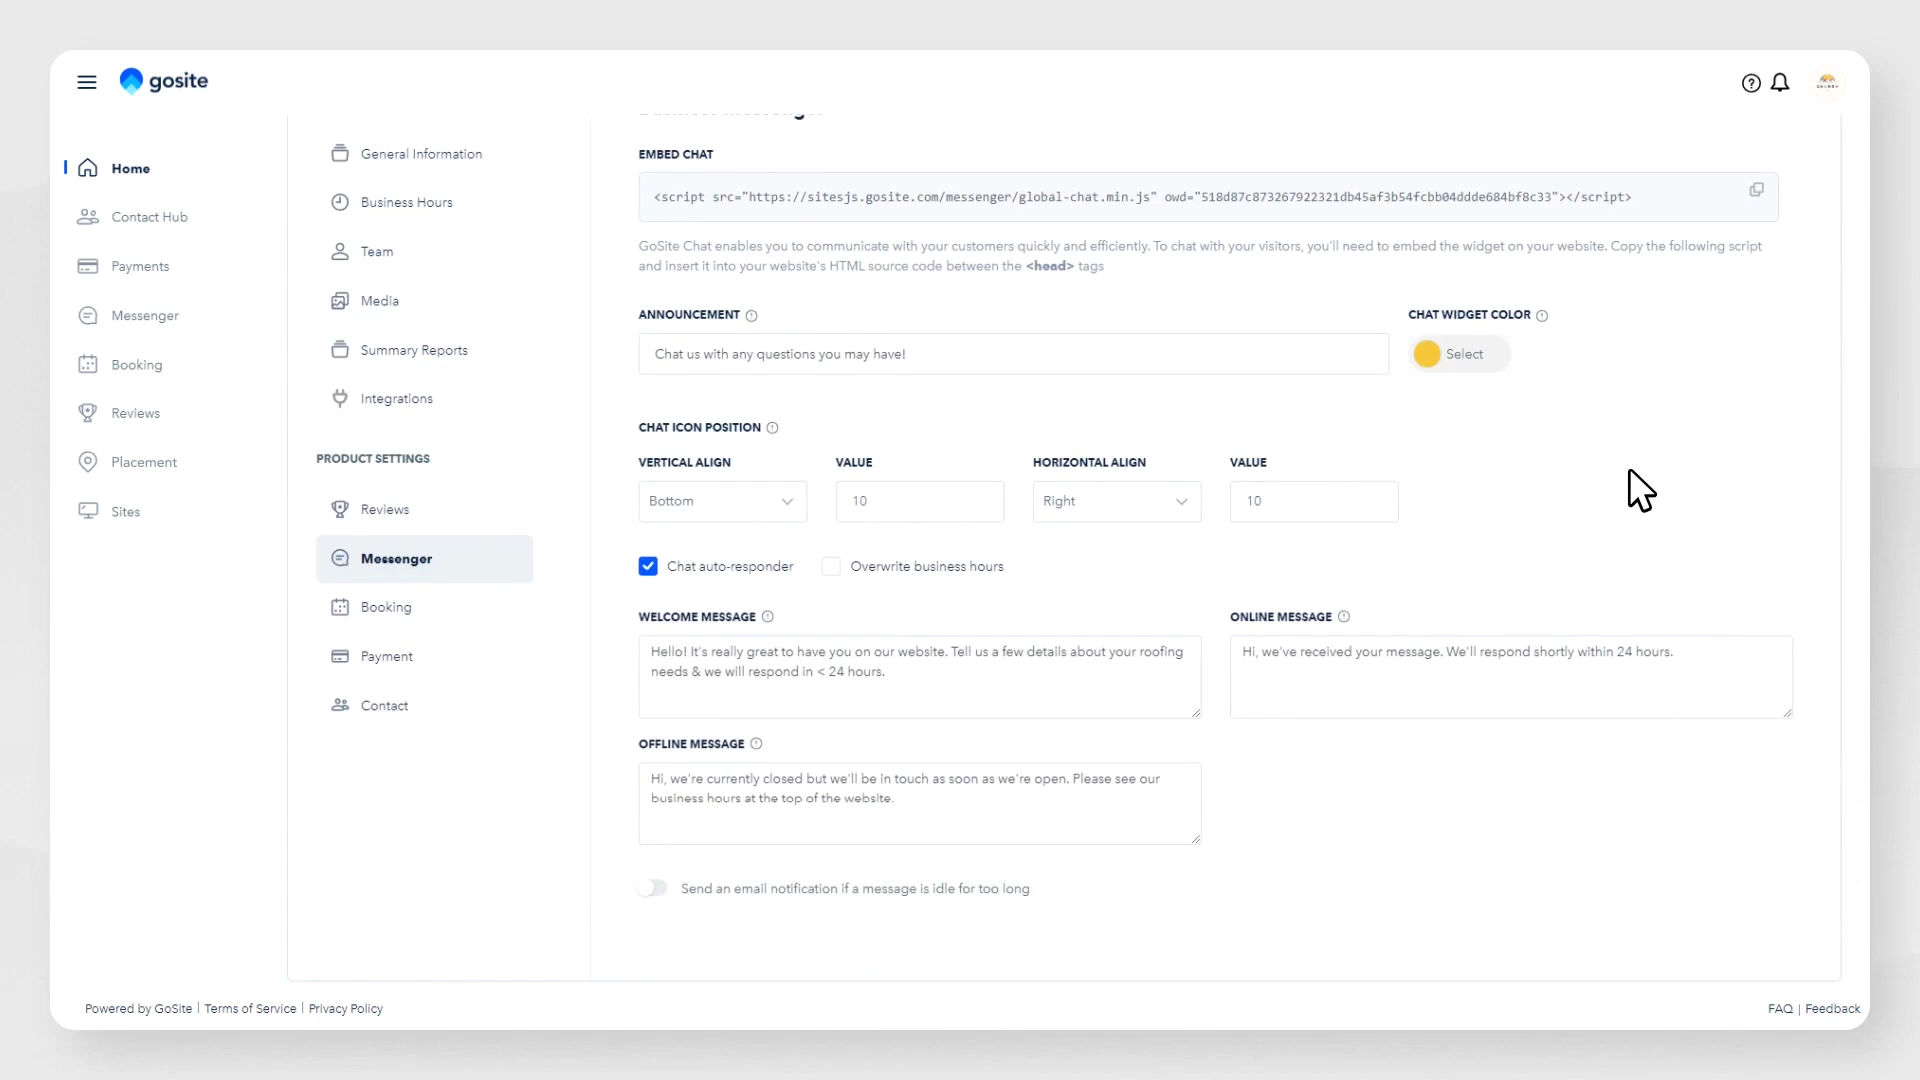 gosite
Home
Contact Hub
Payments
Messenger
Booking
Reviews
Placement
Sites
General Information
Business Hours
Team
Media
Summary Reports
Integrations
PRODUCT SETTINGS
Reviews
Messenger
Booking
Payment
Contact
EMBED CHAT
<script src="https://sitesjs.gosite.com/messenger/global-chat.min.js" owd="518d87c873267922321db45af3b54fcbb04ddde684bf8c33"></script>
GoSite Chat enables you to communicate with your customers quickly and efficiently. To chat with your visitors, you'll need to embed the widget on your website. Copy the following script
and insert it into your website's HTML source code between the <head> tags
ANNOUNCEMENT
CHAT WIDGET COLOR
Chat us with any questions you may have!
Select
CHAT ICON POSITION
VERTICAL ALIGN VALUE HORIZONTAL ALIGN VALUE
Bottom 10 Right 10
Chat auto-responder Overwrite business hours
WELCOME MESSAGE
Hello! It's really great to have you on our website. Tell us a few details about your roofing
needs & we will respond in < 24 hours.
ONLINE MESSAGE
Hi, we've received your message. We'll respond shortly within 24 hours.
OFFLINE MESSAGE
Hi, we're currently closed but we'll be in touch as soon as we're open. Please see our
business hours at the top of the website.
Send an email notification if a message is idle for too long
Powered by GoSite | Terms of Service | Privacy Policy
FAQ | Feedback